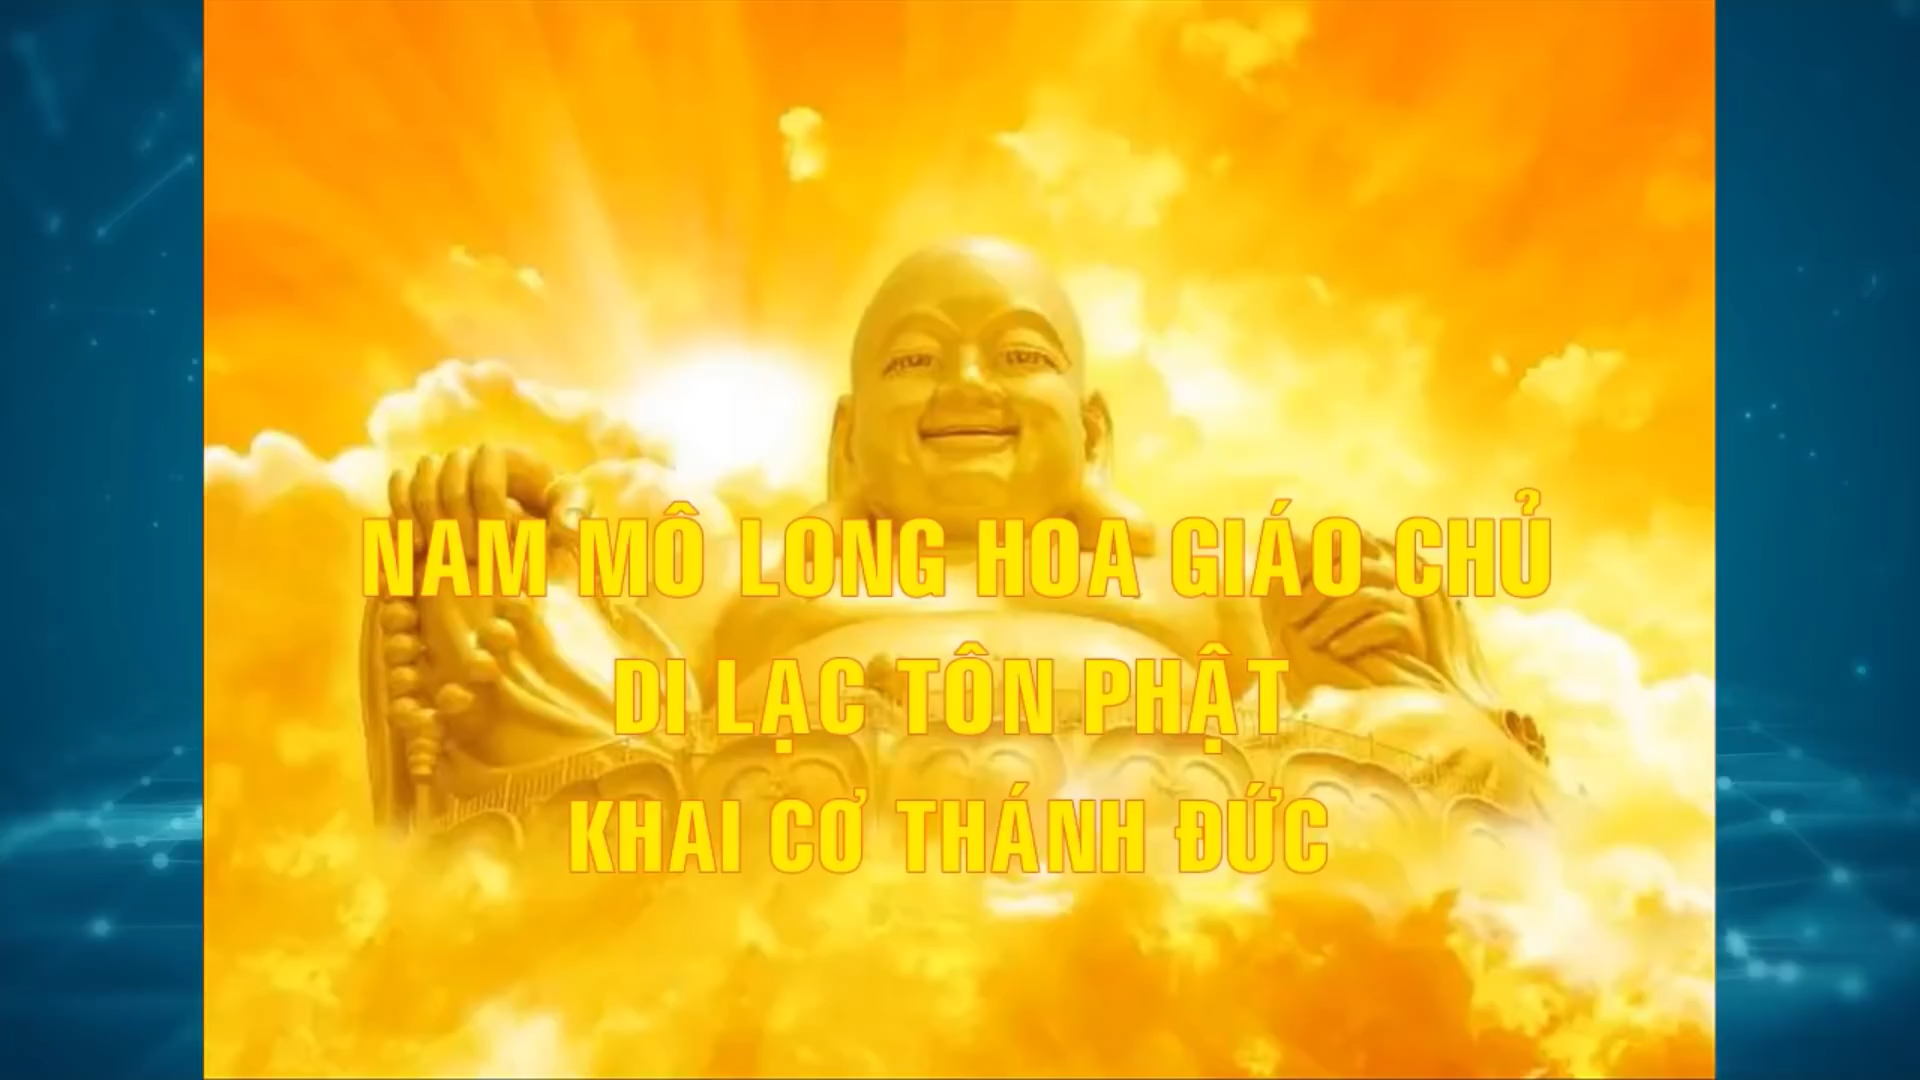 NAM MÔ LONG HOA GIÁO CHỦ
DI LẠC TÔN PHẬT
KHAI CƠ THÁNH ĐỨC